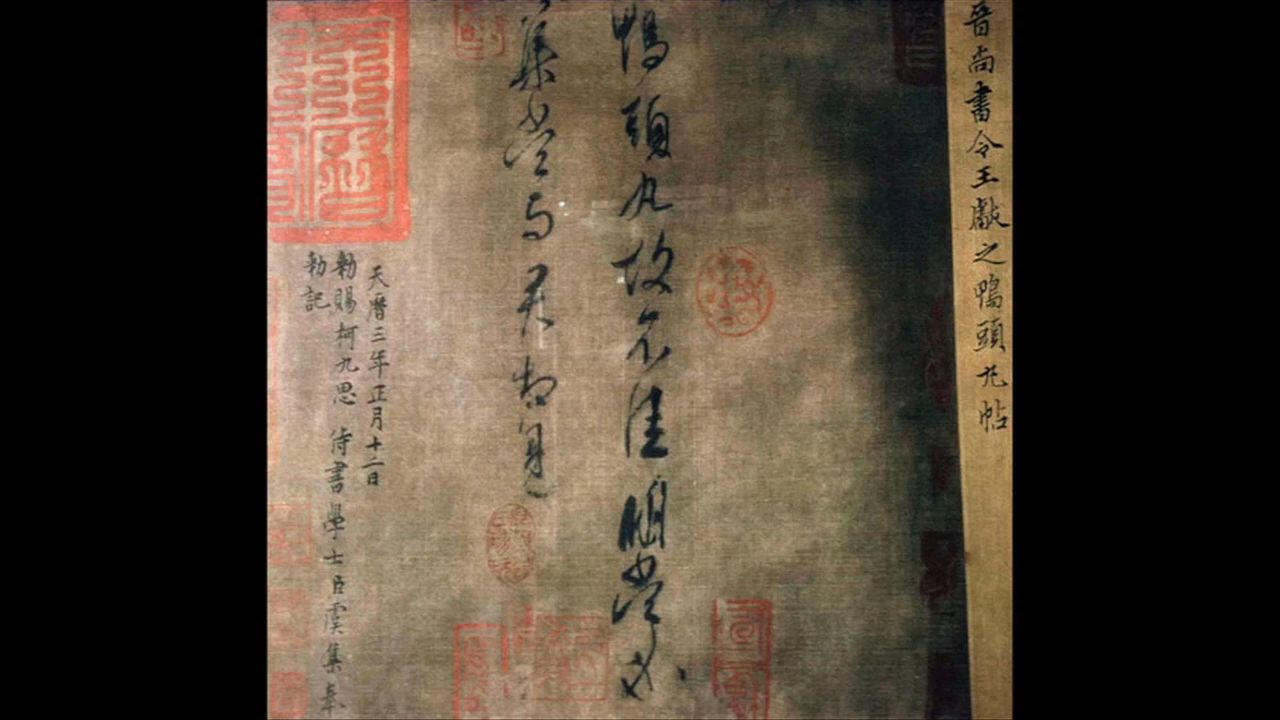 晉尚書令王獻之鴨頭丸帖
鴨頭丸故不佳明當必
集當與君相見
天曆三年正月十二日
勅賜柯九思侍書學士臣虞集奉
勅記